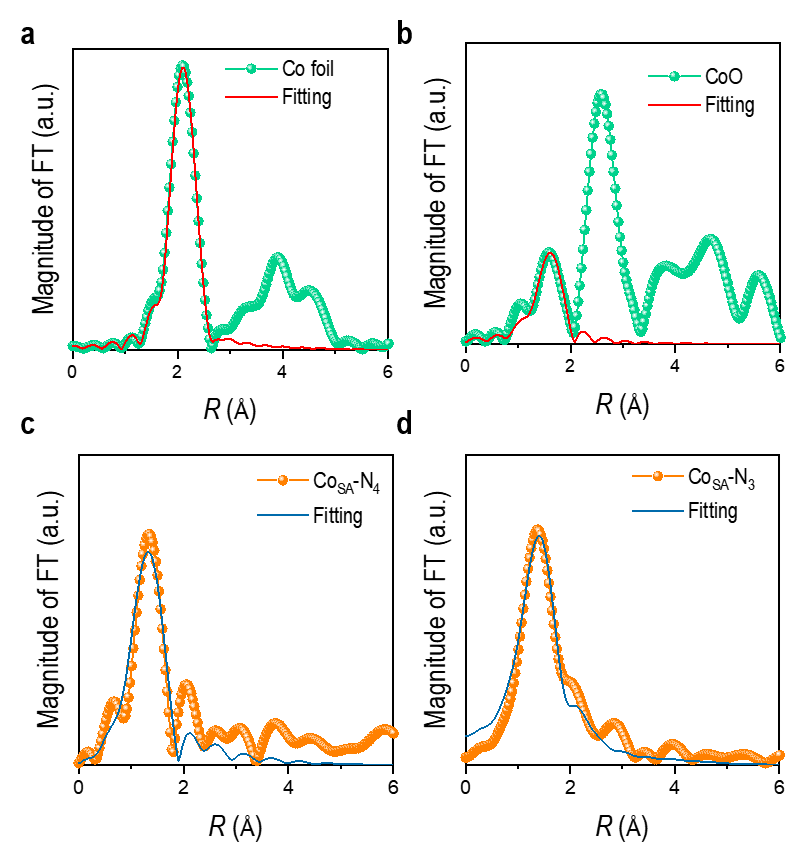 a
Co foil
Fitting
Magnitude of FT (a.u.)
0 2 4 6
R (Å)
b
CoO
Fitting
Magnitude of FT (a.u.)
0 2 4 6
R (Å)
c
CoSA-N4
Fitting
Magnitude of FT (a.u.)
0 2 4 6
R (Å)
d
CoSA-N3
Fitting
Magnitude of FT (a.u.)
0 2 4 6
R (Å)